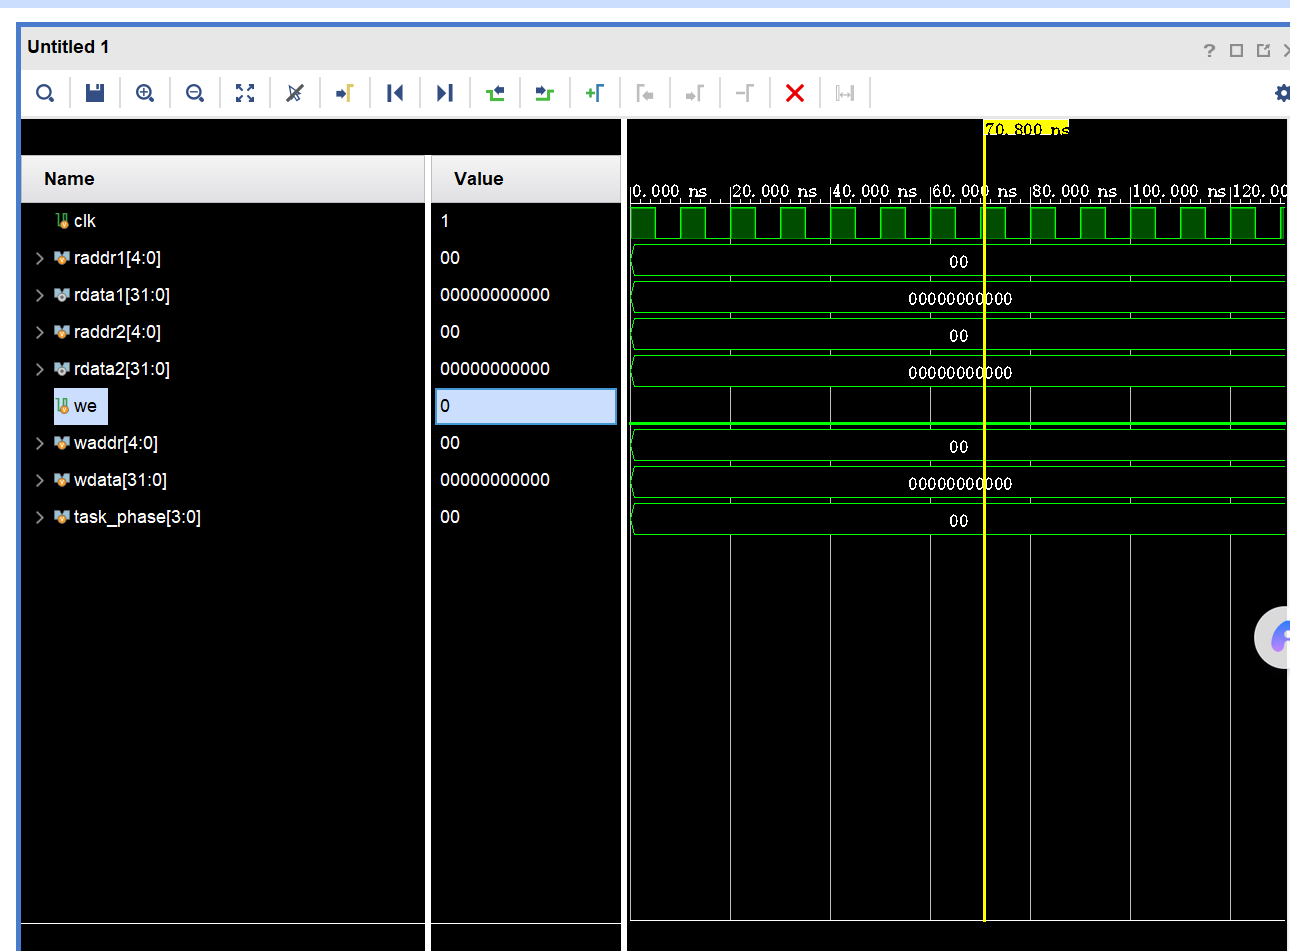 Untitled 1
?
70.800 ns
Name Value
0.000 ns 20.000 ns 40.000 ns 60.000 ns 80.000 ns 100.000 ns 120.00
clk 1
raddr1[4:0] 00 00
rdata1[31:0] 00000000000 00000000000
raddr2[4:0] 00 00
rdata2[31:0] 00000000000 00000000000
we 0
waddr[4:0] 00 00
wdata[31:0] 00000000000 00000000000
task_phase[3:0] 00 00